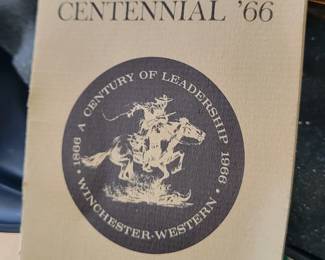 CENTENNIAL '66
1866 A CENTURY OF LEADERSHIP 1966
• WINCHESTER-WESTERN •